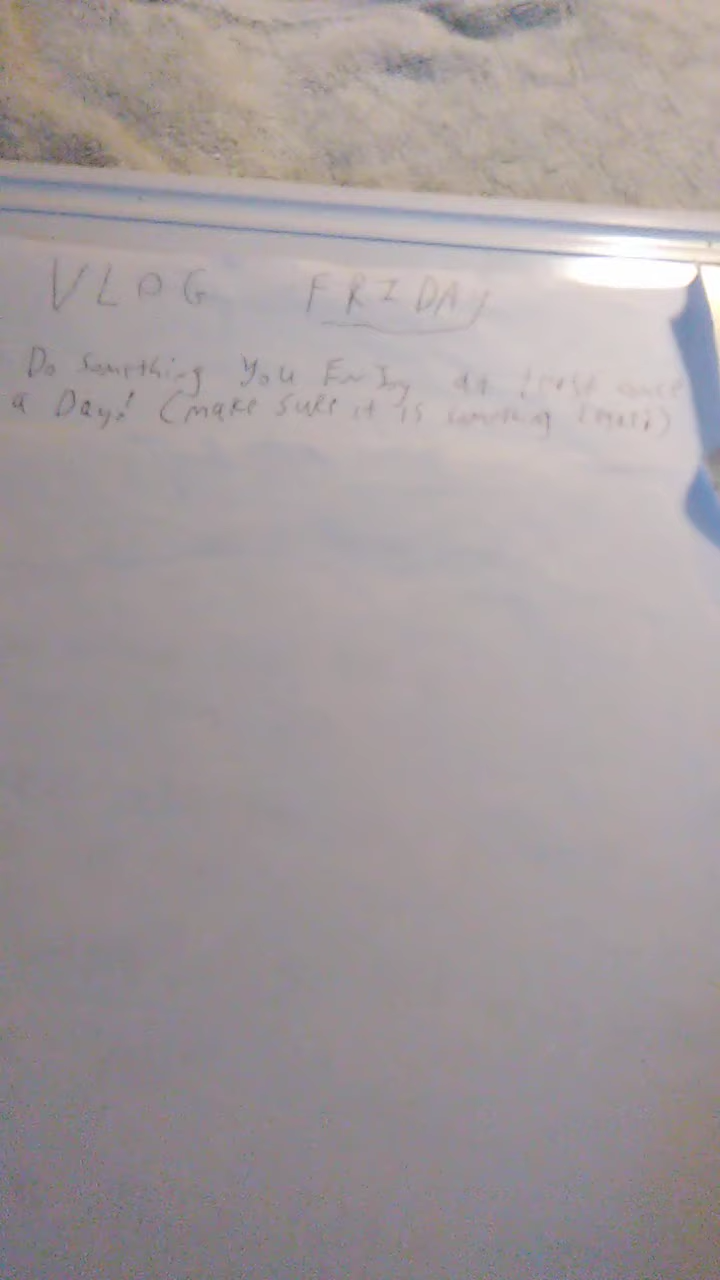 VLOG FRIDAY
Do Something You Enjoy at least once
a Day! (make sure it is something